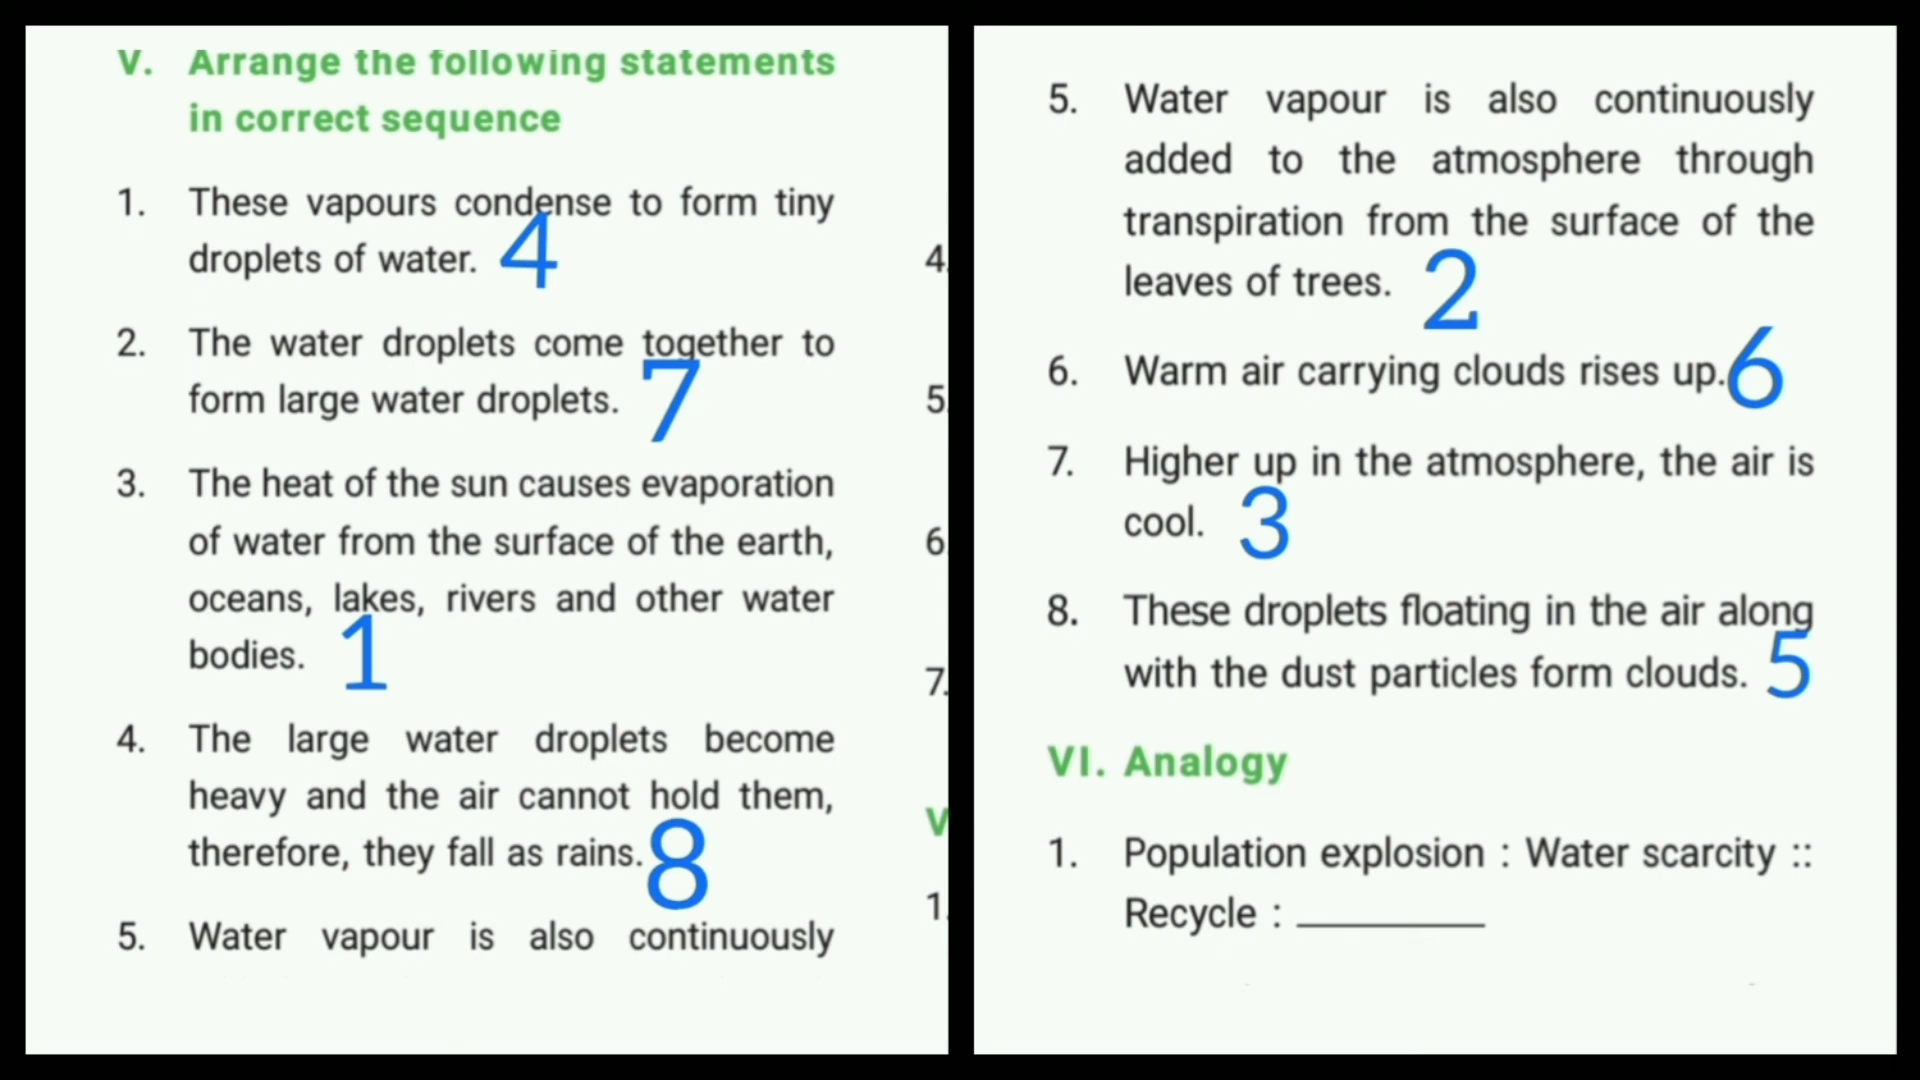 V. Arrange the following statements
in correct sequence
1. These vapours condense to form tiny
droplets of water. 4
2. The water droplets come together to
form large water droplets. 7
3. The heat of the sun causes evaporation
of water from the surface of the earth,
oceans, lakes, rivers and other water
bodies. 1
4. The large water droplets become
heavy and the air cannot hold them,
therefore, they fall as rains. 8
5. Water vapour is also continuously
4.
5.
6.
7.
V
1.
5. Water vapour is also continuously
added to the atmosphere through
transpiration from the surface of the
leaves of trees. 2
6. Warm air carrying clouds rises up. 6
7. Higher up in the atmosphere, the air is
cool. 3
8. These droplets floating in the air along
with the dust particles form clouds. 5
VI. Analogy
1. Population explosion : Water scarcity ::
Recycle : ________